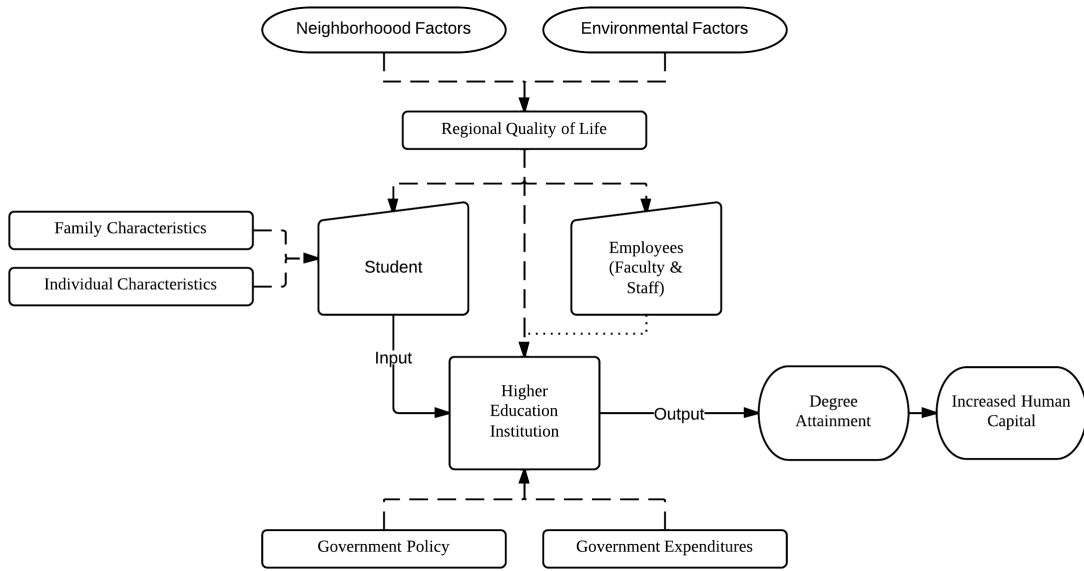 Neighborhoood Factors
Environmental Factors
Regional Quality of Life
Family Characteristics
Individual Characteristics
Student
Employees
(Faculty &
Staff)
Input
Higher
Education
Institution
Output
Degree
Attainment
Increased Human
Capital
Government Policy
Government Expenditures